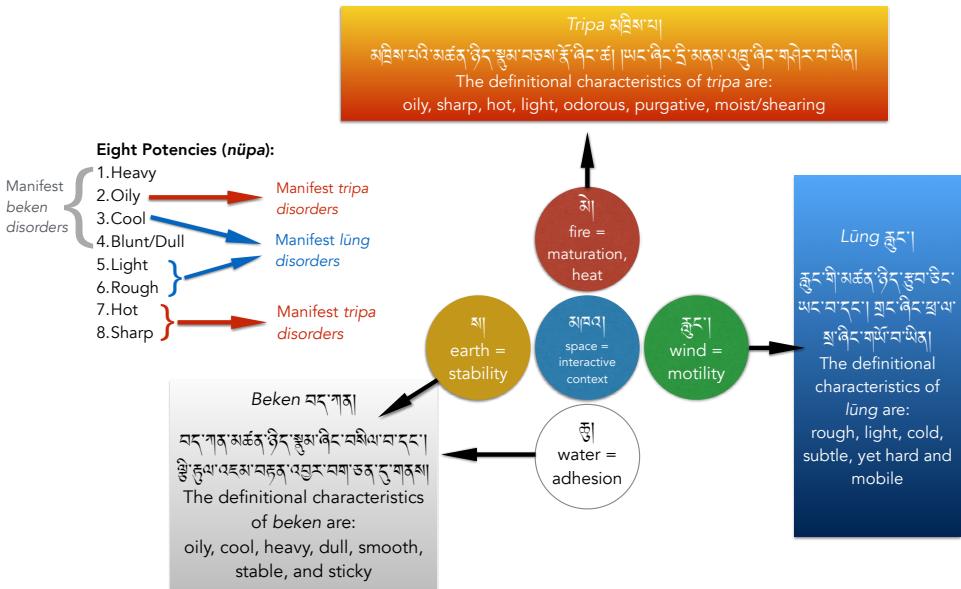 Tripa མཁྲིས་པ།
མཁྲིས་པའི་མཚན་ཉིད་སྣུམ་བཅས་རྣོ་ཞིང་ཚ། །ཡང་ཞིང་དྲི་མནམ་འཁྲུ་ཞིང་གཤེར་བ་ཡིན།
The definitional characteristics of tripa are:
oily, sharp, hot, light, odorous, purgative, moist/shearing
Eight Potencies (nüpa):
1.Heavy
2.Oily
3.Cool
4.Blunt/Dull
5.Light
6.Rough
7.Hot
8.Sharp
Manifest
beken
disorders
Manifest tripa
disorders
Manifest lūng
disorders
Manifest tripa
disorders
མེ།
fire =
maturation,
heat
ས།
earth =
stability
མཁའ།
space =
interactive
context
རླུང་།
wind =
motility
ཆུ།
water =
adhesion
Lūng རླུང་།
རླུང་གི་མཚན་ཉིད་རྩུབ་ཅིང་
ཡང་བ་དང་། གྲང་ཞིང་ཕྲ་ལ་
སྲ་ཞིང་གཡོ་བ་ཡིན།
The definitional
characteristics of
lūng are:
rough, light, cold,
subtle, yet hard and
mobile
Beken བད་ཀན།
བད་ཀན་མཚན་ཉིད་སྣུམ་ཞིང་བསིལ་བ་དང་།
ལྕི་རྟུལ་འཇམ་བརྟན་འབྱར་བག་ཅན་དུ་གནས།
The definitional characteristics
of beken are:
oily, cool, heavy, dull, smooth,
stable, and sticky